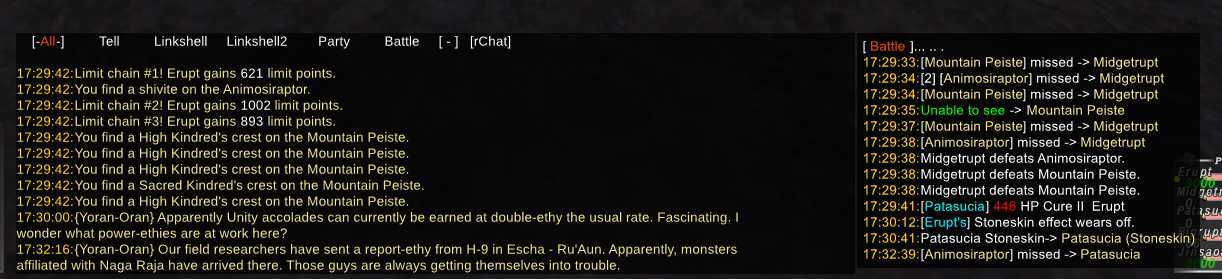 [-All-] Tell Linkshell Linkshell2 Party Battle [ - ] [rChat]
17:29:42:Limit chain #1! Erupt gains 621 limit points.
17:29:42:You find a shivite on the Animosiraptor.
17:29:42:Limit chain #2! Erupt gains 1002 limit points.
17:29:42:Limit chain #3! Erupt gains 893 limit points.
17:29:42:You find a High Kindred's crest on the Mountain Peiste.
17:29:42:You find a High Kindred's crest on the Mountain Peiste.
17:29:42:You find a High Kindred's crest on the Mountain Peiste.
17:29:42:You find a Sacred Kindred's crest on the Mountain Peiste.
17:29:42:You find a High Kindred's crest on the Mountain Peiste.
17:30:00:{Yoran-Oran} Apparently Unity accolades can currently be earned at double-ethy the usual rate. Fascinating. I
wonder what power-ethies are at work here?
17:32:16:{Yoran-Oran} Our field researchers have sent a report-ethy from H-9 in Escha - Ru'Aun. Apparently, monsters
affiliated with Naga Raja have arrived there. Those guys are always getting themselves into trouble.
[ Battle ]... .. .
17:29:33:[Mountain Peiste] missed -> Midgetrupt
17:29:34:[2] [Animosiraptor] missed -> Midgetrupt
17:29:34:[Mountain Peiste] missed -> Midgetrupt
17:29:35:Unable to see -> Mountain Peiste
17:29:37:[Mountain Peiste] missed -> Midgetrupt
17:29:38:[Animosiraptor] missed -> Midgetrupt
17:29:38:Midgetrupt defeats Animosiraptor.
17:29:38:Midgetrupt defeats Mountain Peiste.
17:29:38:Midgetrupt defeats Mountain Peiste.
17:29:41:[Patasucia] 446 HP Cure II Erupt
17:30:12:[Erupt's] Stoneskin effect wears off.
17:30:41:Patasucia Stoneskin-> Patasucia (Stoneskin)
17:32:39:[Animosiraptor] missed -> Patasucia
P
Erupt